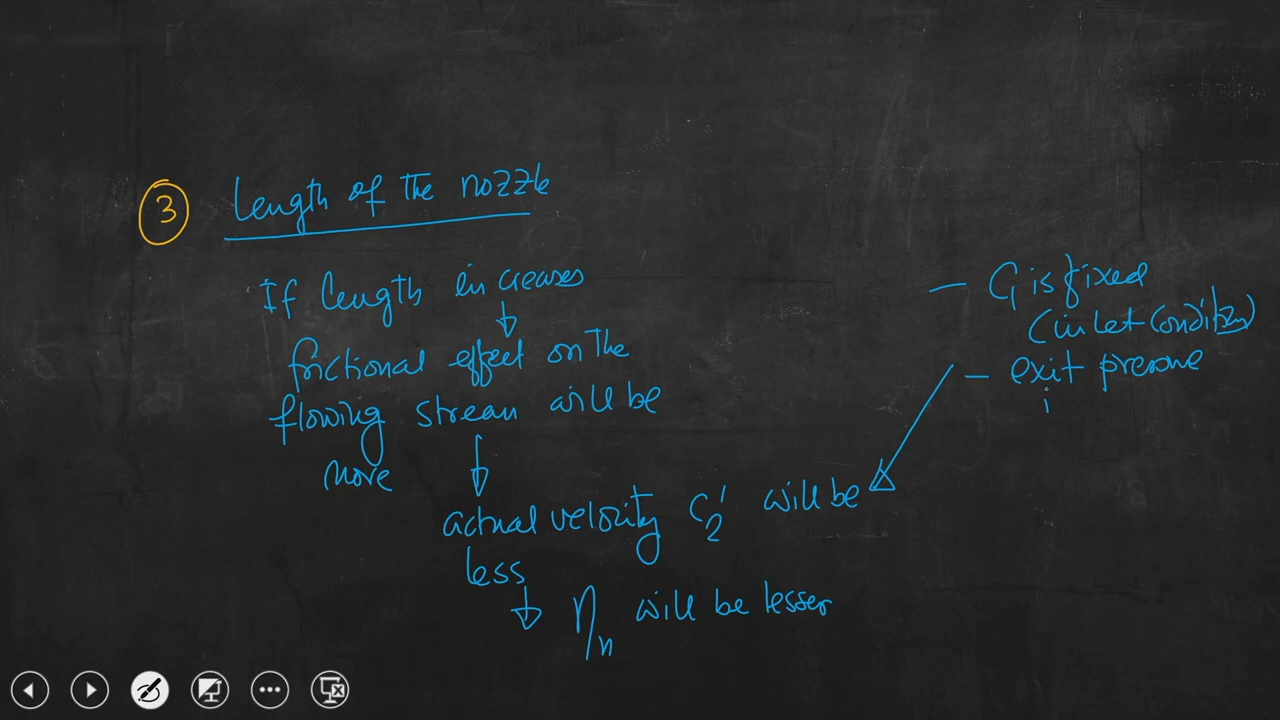 3 Length of the nozzle
If length increases
↓
frictional effect on the
flowing stream will be
more
↓
actual velocity C2' will be
less
↓ ηn will be lesser
— C1 is fixed
(inlet condition)
— exit pressure
i